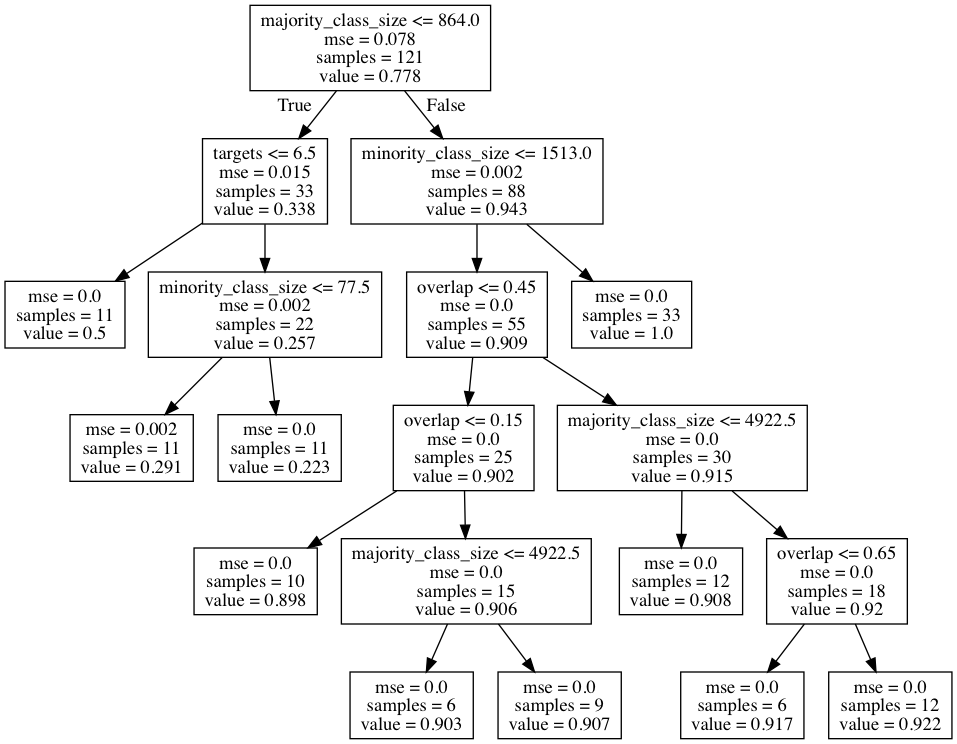 majority_class_size <= 864.0
mse = 0.078
samples = 121
value = 0.778
True
False
targets <= 6.5
mse = 0.015
samples = 33
value = 0.338
minority_class_size <= 1513.0
mse = 0.002
samples = 88
value = 0.943
mse = 0.0
samples = 11
value = 0.5
minority_class_size <= 77.5
mse = 0.002
samples = 22
value = 0.257
overlap <= 0.45
mse = 0.0
samples = 55
value = 0.909
mse = 0.0
samples = 33
value = 1.0
mse = 0.002
samples = 11
value = 0.291
mse = 0.0
samples = 11
value = 0.223
overlap <= 0.15
mse = 0.0
samples = 25
value = 0.902
majority_class_size <= 4922.5
mse = 0.0
samples = 30
value = 0.915
mse = 0.0
samples = 10
value = 0.898
majority_class_size <= 4922.5
mse = 0.0
samples = 15
value = 0.906
mse = 0.0
samples = 12
value = 0.908
overlap <= 0.65
mse = 0.0
samples = 18
value = 0.92
mse = 0.0
samples = 6
value = 0.903
mse = 0.0
samples = 9
value = 0.907
mse = 0.0
samples = 6
value = 0.917
mse = 0.0
samples = 12
value = 0.922